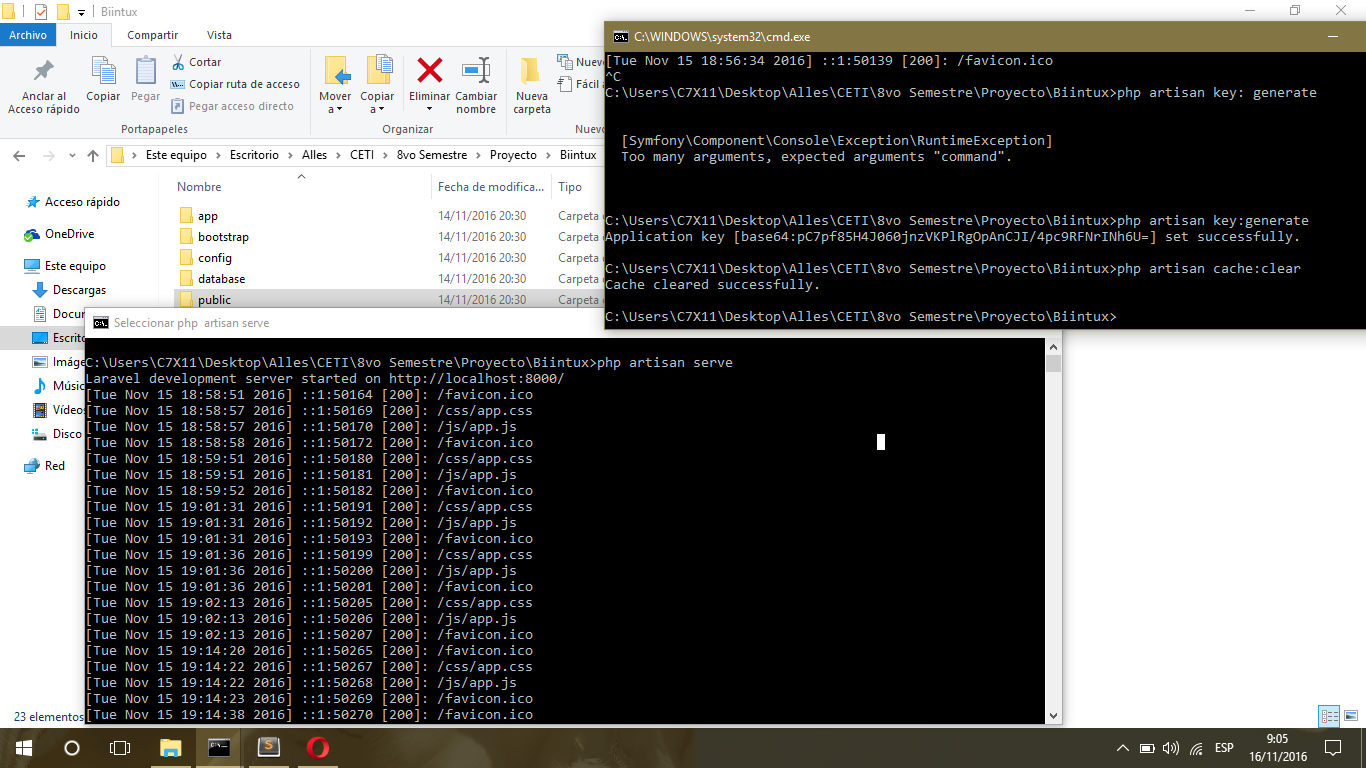 Biintux
Archivo Inicio Compartir Vista
Anclar al Acceso rápido
Copiar
Pegar
Cortar
Copiar ruta de acceso
Pegar acceso directo
Portapapeles
Mover a
Copiar a
Eliminar
Cambiar nombre
Organizar
Nueva carpeta
Fácil
Este equipo > Escritorio > Alles > CETI > 8vo Semestre > Proyecto > Biintux
Nombre Fecha de modifica... Tipo
Acceso rápido
OneDrive
Este equipo
Descargas
Escrito
Vídeo
Disco
Red
app 14/11/2016 20:30 Carpeta
bootstrap 14/11/2016 20:30 Carpeta
config 14/11/2016 20:30 Carpeta
database 14/11/2016 20:30 Carpeta
public 14/11/2016 20:30 Carpeta
23 elementos
C:\WINDOWS\system32\cmd.exe
[Tue Nov 15 18:56:34 2016] ::1:50139 [200]: /favicon.ico
^C
C:\Users\C7X11\Desktop\Alles\CETI\8vo Semestre\Proyecto\Biintux>php artisan key: generate
[Symfony\Component\Console\Exception\RuntimeException]
Too many arguments, expected arguments "command".
C:\Users\C7X11\Desktop\Alles\CETI\8vo Semestre\Proyecto\Biintux>php artisan key:generate
Application key [base64:pC7pf85H4J060jnzVKPlRgOpAnCJI/4pc9RFNrINh6U=] set successfully.
C:\Users\C7X11\Desktop\Alles\CETI\8vo Semestre\Proyecto\Biintux>php artisan cache:clear
Cache cleared successfully.
C:\Users\C7X11\Desktop\Alles\CETI\8vo Semestre\Proyecto\Biintux>
Seleccionar php  artisan serve
C:\Users\C7X11\Desktop\Alles\CETI\8vo Semestre\Proyecto\Biintux>php artisan serve
Laravel development server started on http://localhost:8000/
[Tue Nov 15 18:58:51 2016] ::1:50164 [200]: /favicon.ico
[Tue Nov 15 18:58:57 2016] ::1:50169 [200]: /css/app.css
[Tue Nov 15 18:58:57 2016] ::1:50170 [200]: /js/app.js
[Tue Nov 15 18:58:58 2016] ::1:50172 [200]: /favicon.ico
[Tue Nov 15 18:59:51 2016] ::1:50180 [200]: /css/app.css
[Tue Nov 15 18:59:51 2016] ::1:50181 [200]: /js/app.js
[Tue Nov 15 18:59:52 2016] ::1:50182 [200]: /favicon.ico
[Tue Nov 15 19:01:31 2016] ::1:50191 [200]: /css/app.css
[Tue Nov 15 19:01:31 2016] ::1:50192 [200]: /js/app.js
[Tue Nov 15 19:01:31 2016] ::1:50193 [200]: /favicon.ico
[Tue Nov 15 19:01:36 2016] ::1:50199 [200]: /css/app.css
[Tue Nov 15 19:01:36 2016] ::1:50200 [200]: /js/app.js
[Tue Nov 15 19:01:36 2016] ::1:50201 [200]: /favicon.ico
[Tue Nov 15 19:02:13 2016] ::1:50205 [200]: /css/app.css
[Tue Nov 15 19:02:13 2016] ::1:50206 [200]: /js/app.js
[Tue Nov 15 19:02:13 2016] ::1:50207 [200]: /favicon.ico
[Tue Nov 15 19:14:20 2016] ::1:50265 [200]: /favicon.ico
[Tue Nov 15 19:14:22 2016] ::1:50267 [200]: /css/app.css
[Tue Nov 15 19:14:22 2016] ::1:50268 [200]: /js/app.js
[Tue Nov 15 19:14:23 2016] ::1:50269 [200]: /favicon.ico
[Tue Nov 15 19:14:38 2016] ::1:50270 [200]: /favicon.ico
ESP
9:05
16/11/2016